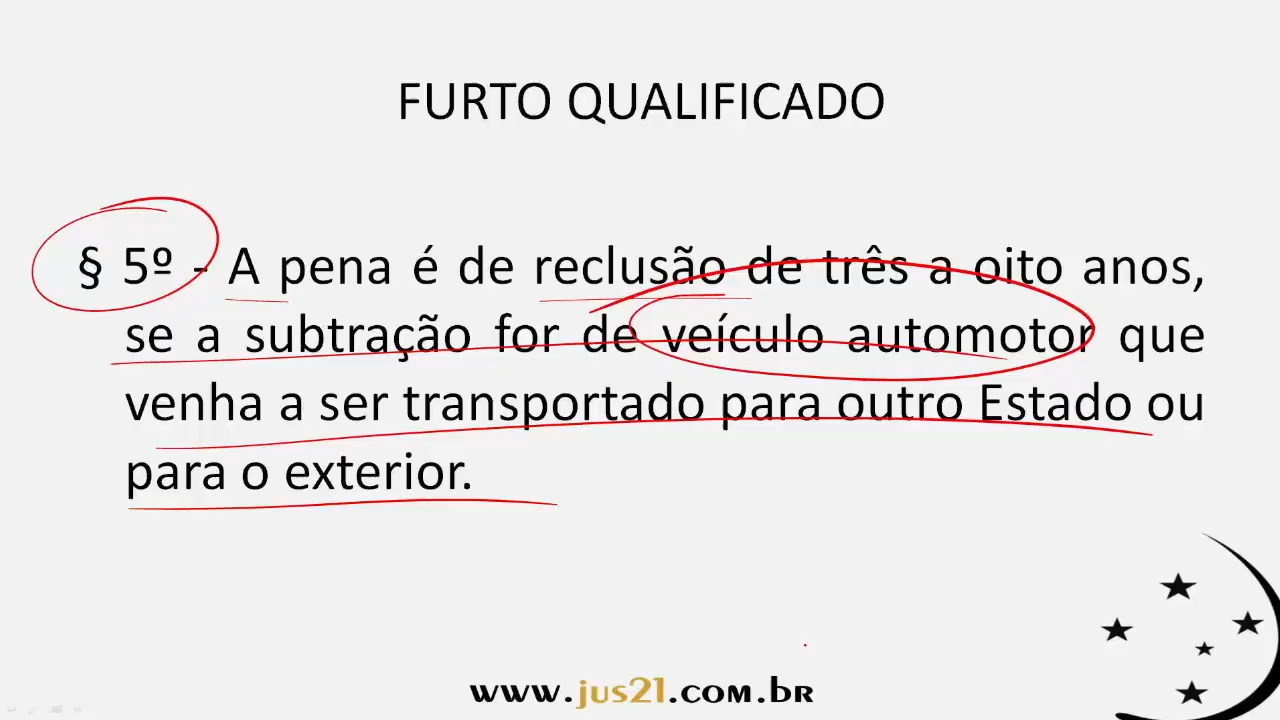 FURTO QUALIFICADO
§ 5º - A pena é de reclusão de três a oito anos,
se a subtração for de veículo automotor que
venha a ser transportado para outro Estado ou
para o exterior.
www.jus21.com.br